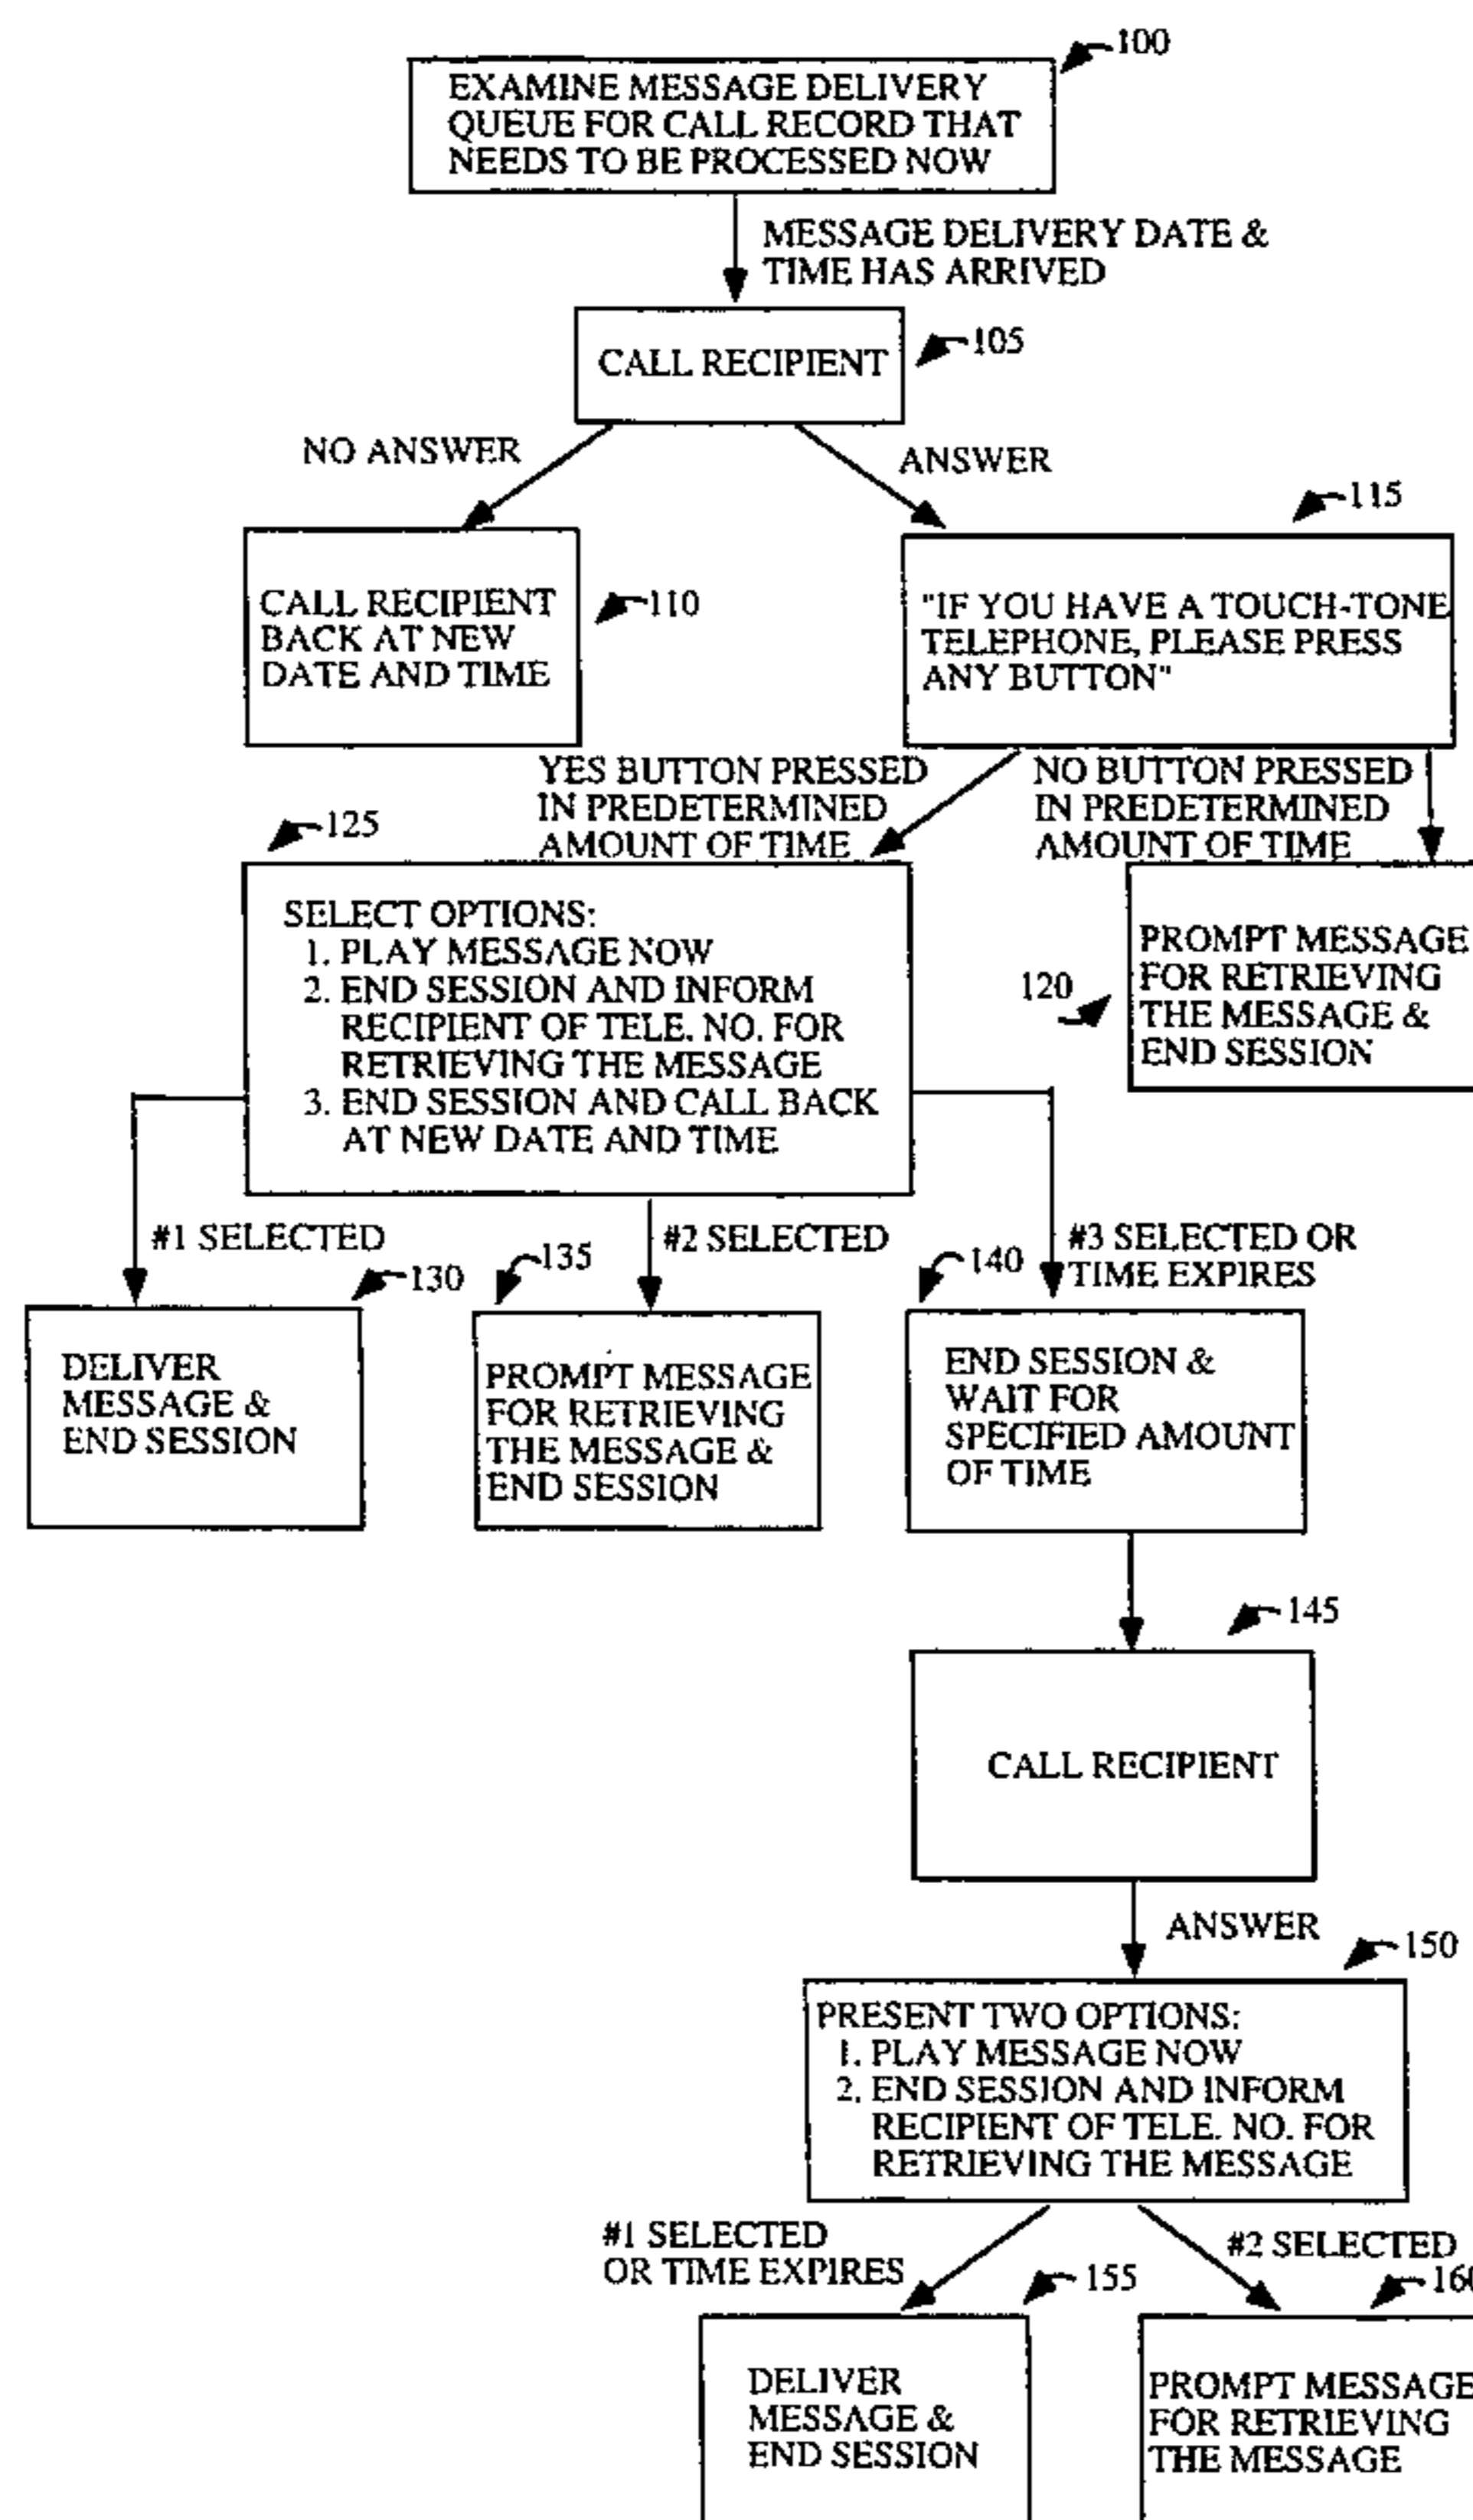 100
EXAMINE MESSAGE DELIVERY
QUEUE FOR CALL RECORD THAT
NEEDS TO BE PROCESSED NOW
MESSAGE DELIVERY DATE &
TIME HAS ARRIVED
CALL RECIPIENT
105
NO ANSWER
ANSWER
115
CALL RECIPIENT
BACK AT NEW
DATE AND TIME
110
"IF YOU HAVE A TOUCH-TONE
TELEPHONE, PLEASE PRESS
ANY BUTTON"
YES BUTTON PRESSED
IN PREDETERMINED
AMOUNT OF TIME
NO BUTTON PRESSED
IN PREDETERMINED
AMOUNT OF TIME
125
SELECT OPTIONS:
1. PLAY MESSAGE NOW
2. END SESSION AND INFORM
RECIPIENT OF TELE. NO. FOR
RETRIEVING THE MESSAGE
3. END SESSION AND CALL BACK
AT NEW DATE AND TIME
120
PROMPT MESSAGE
FOR RETRIEVING
THE MESSAGE &
END SESSION
#1 SELECTED
#2 SELECTED
#3 SELECTED OR
TIME EXPIRES
130
135
140
DELIVER
MESSAGE &
END SESSION
PROMPT MESSAGE
FOR RETRIEVING
THE MESSAGE &
END SESSION
END SESSION &
WAIT FOR
SPECIFIED AMOUNT
OF TIME
145
CALL RECIPIENT
ANSWER
150
PRESENT TWO OPTIONS:
1. PLAY MESSAGE NOW
2. END SESSION AND INFORM
RECIPIENT OF TELE. NO. FOR
RETRIEVING THE MESSAGE
#1 SELECTED
OR TIME EXPIRES
#2 SELECTED
155
160
DELIVER
MESSAGE &
END SESSION
PROMPT MESSAGE
FOR RETRIEVING
THE MESSAGE